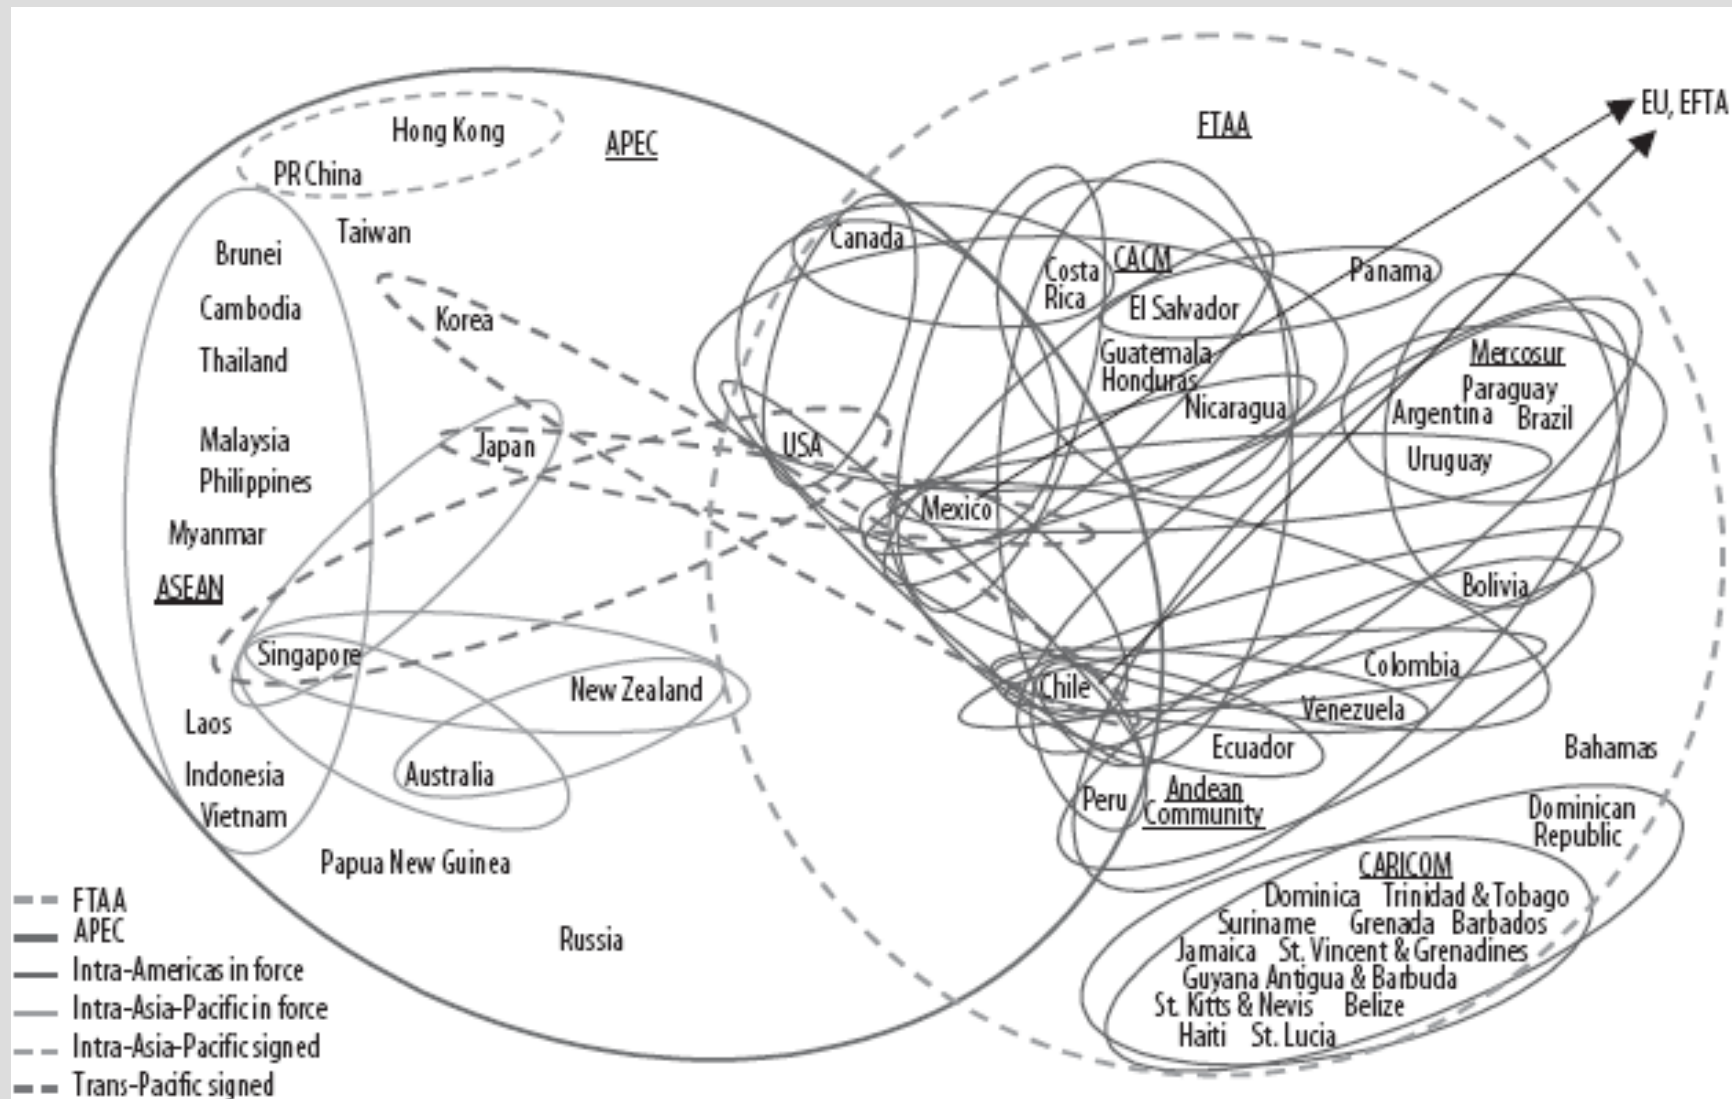 EU, EFTA
FTAA
APEC
Hong Kong
PR China
Taiwan
Brunei
Cambodia
Korea
Thailand
Malaysia
Philippines
Japan
Myanmar
ASEAN
Singapore
New Zealand
Laos
Australia
Indonesia
Vietnam
Papua New Guinea
Russia
Canada
Costa
Rica
CACM
Panama
El Salvador
Guatemala
Honduras
Nicaragua
USA
Mexico
Mercosur
Paraguay
Argentina Brazil
Uruguay
Bolivia
Chile
Colombia
Venezuela
Ecuador
Bahamas
Peru
Andean
Community
Dominican
Republic
CARICOM
Dominica Trinidad & Tobago
Suriname Grenada Barbados
Jamaica St. Vincent & Grenadines
Guyana Antigua & Barbuda
St. Kitts & Nevis Belize
Haiti St. Lucia
FTAA
APEC
Intra-Americas in force
Intra-Asia-Pacific in force
Intra-Asia-Pacific signed
Trans-Pacific signed